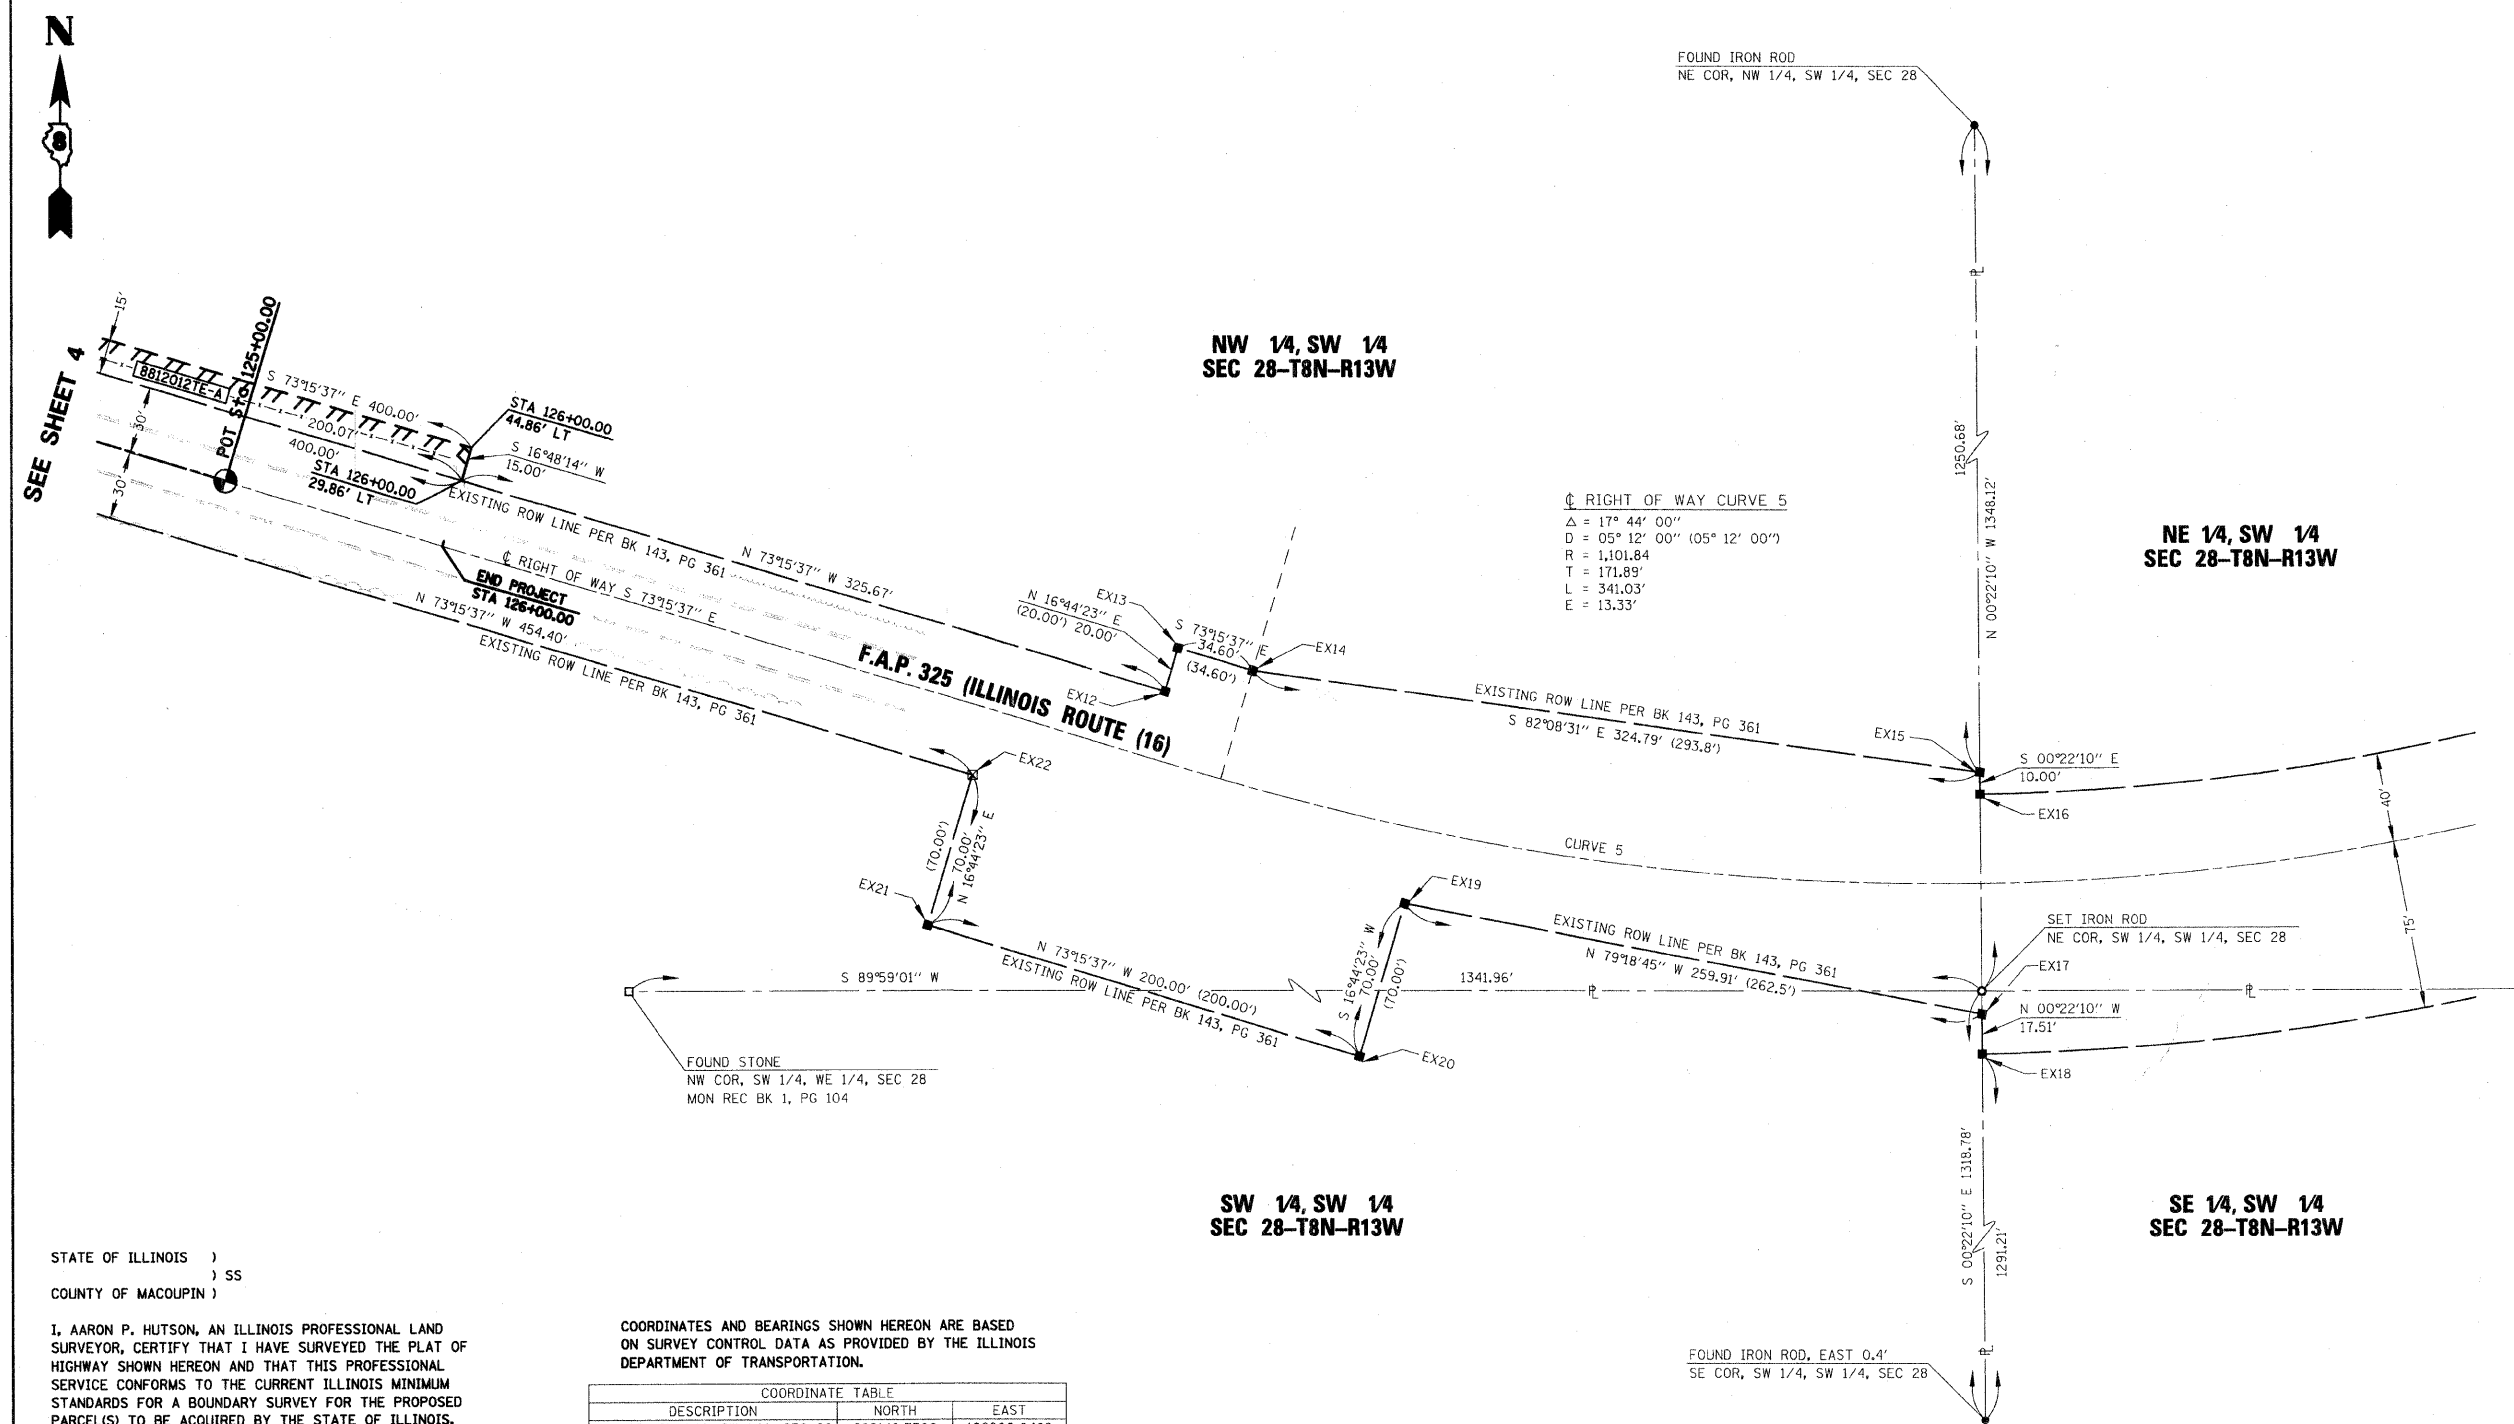 N
8
FOUND IRON ROD
NE COR, NW 1/4, SW 1/4, SEC 28
SEE SHEET 4
15'
30'
30'
8812012TE-A
POT Sta 125+00.00
S 73°15'37" E 400.00'
200.07'
400.00'
STA 126+00.00
44.86' LT
S 16°48'14" W
15.00'
STA 126+00.00
29.86' LT
EXISTING ROW LINE PER BK 143, PG 361
N 73°15'37" W 325.67'
℄ RIGHT OF WAY S 73°15'37" E
END PROJECT
STA 126+00.00
N 73°15'37" W 454.40'
EXISTING ROW LINE PER BK 143, PG 361
F.A.P. 325 (ILLINOIS ROUTE (16)
NW 1/4, SW 1/4
SEC 28-T8N-R13W
EX13
N 16°44'23" E
(20.00') 20.00'
EX12
S 73°15'37" E
34.60'
(34.60')
EX14
℄ RIGHT OF WAY CURVE 5
Δ = 17° 44' 00"
D = 05° 12' 00" (05° 12' 00")
R = 1,101.84
T = 171.89'
L = 341.03'
E = 13.33'
PL
1250.68'
N 00°22'10" W 1348.12'
NE 1/4, SW 1/4
SEC 28-T8N-R13W
EXISTING ROW LINE PER BK 143, PG 361
S 82°08'31" E 324.79' (293.8')
EX15
S 00°22'10" E
10.00'
EX16
40'
75'
CURVE 5
EX22
(70.00')
70.00'
N 16°44'23" E
EX21
N 73°15'37" W 200.00' (200.00')
EXISTING ROW LINE PER BK 143, PG 361
EX19
S 16°44'23" W
70.00'
(70.00')
EX20
EXISTING ROW LINE PER BK 143, PG 361
N 79°18'45" W 259.91' (262.5')
SET IRON ROD
NE COR, SW 1/4, SW 1/4, SEC 28
EX17
S 89°59'01" W
1341.96'
PL
PL
N 00°22'10" W
17.51'
EX18
FOUND STONE
NW COR, SW 1/4, WE 1/4, SEC 28
MON REC BK 1, PG 104
SW 1/4, SW 1/4
SEC 28-T8N-R13W
S 00°22'10" E 1318.78'
1291.21'
SE 1/4, SW 1/4
SEC 28-T8N-R13W
PL
FOUND IRON ROD, EAST 0.4'
SE COR, SW 1/4, SW 1/4, SEC 28
STATE OF ILLINOIS )
) SS
COUNTY OF MACOUPIN )
I, AARON P. HUTSON, AN ILLINOIS PROFESSIONAL LAND
SURVEYOR, CERTIFY THAT I HAVE SURVEYED THE PLAT OF
HIGHWAY SHOWN HEREON AND THAT THIS PROFESSIONAL
SERVICE CONFORMS TO THE CURRENT ILLINOIS MINIMUM
STANDARDS FOR A BOUNDARY SURVEY FOR THE PROPOSED
PARCEL(S) TO BE ACQUIRED BY THE STATE OF ILLINOIS.
COORDINATES AND BEARINGS SHOWN HEREON ARE BASED
ON SURVEY CONTROL DATA AS PROVIDED BY THE ILLINOIS
DEPARTMENT OF TRANSPORTATION.
COORDINATE TABLE
DESCRIPTION NORTH EAST